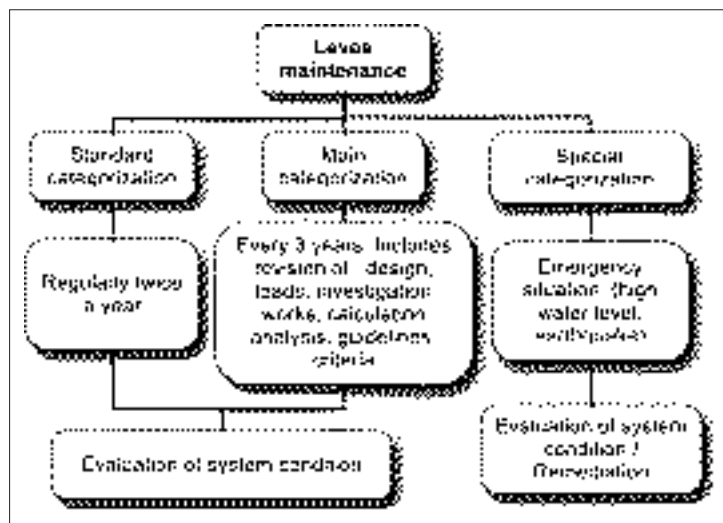 Levee
maintenance
Standard
categorization
Main
categorization
Special
categorization
Regularly twice
a year
Every 3 years. Includes
revision of design,
loads, investigation
works, calculation
analysis, guidelines
criteria
Emergency
situation (high
water level,
earthquake)
Evaluation of system condition
Evaluation of system
condition /
Remediation